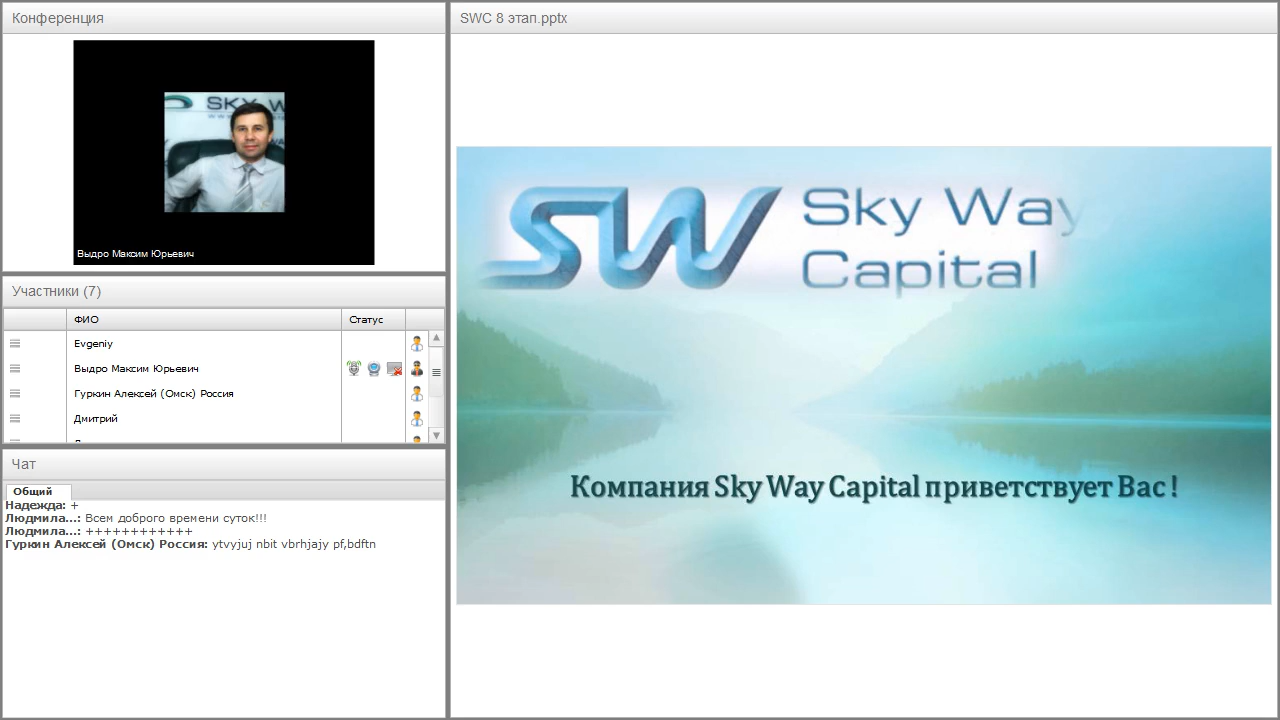 Конференция
SKY W
Выдро Максим Юрьевич
Участники (7)
ФИО Статус
Evgeniy
Выдро Максим Юрьевич
Гуркин Алексей (Омск) Россия
Дмитрий
Чат
Общий
Надежда: +
Людмила...: Всем доброго времени суток!!!
Людмила...: ++++++++++++
Гуркин Алексей (Омск) Россия: ytvyjuj nbit vbrhjajy pf,bdftn
SWC 8 этап.pptx
SW Sky Way
Capital
Компания Sky Way Capital приветствует Вас !